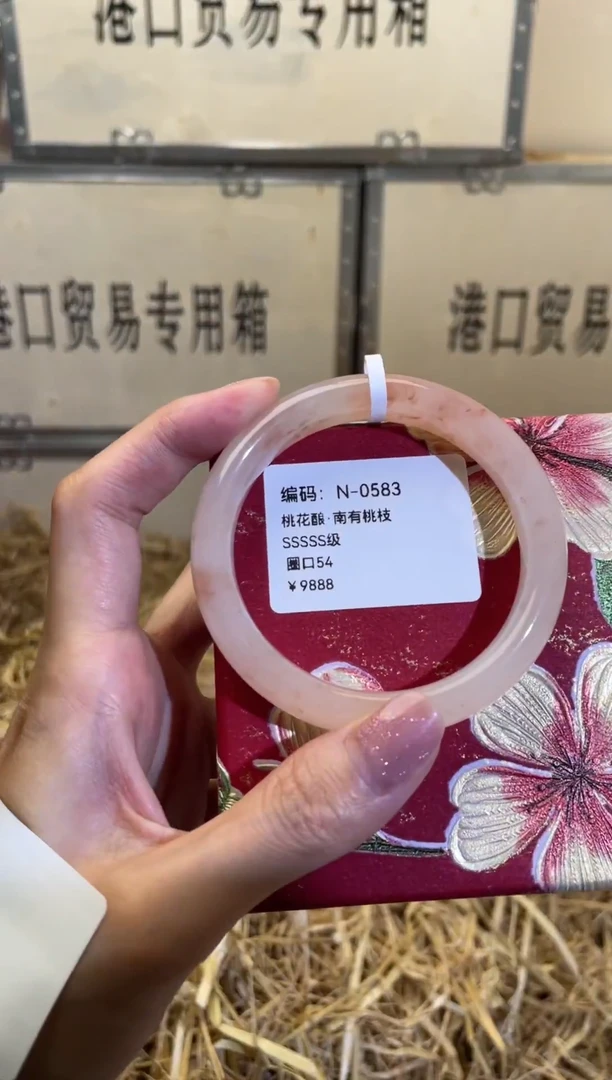 港口贸易专用箱
港口贸易专用箱
港口贸易
编码：N-0583
桃花酿·南有桃枝
SSSSS级
圈口54
¥9888